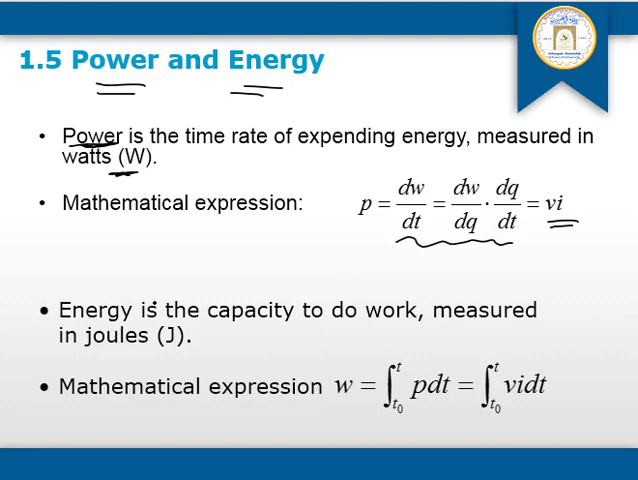 1.5 Power and Energy
• Power is the time rate of expending energy, measured in
watts (W).
• Mathematical expression: p = dw/dt = dw/dq · dq/dt = vi
• Energy is the capacity to do work, measured
in joules (J).
• Mathematical expression w = ∫_{t₀}^{t} pdt = ∫_{t₀}^{t} vidt